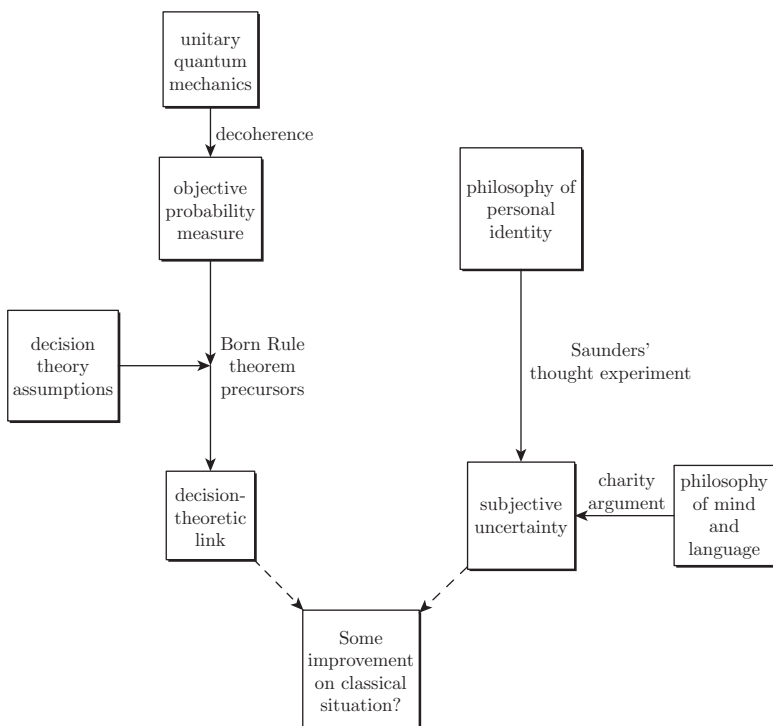 unitary
quantum
mechanics
decoherence
objective
probability
measure
philosophy of
personal
identity
decision
theory
assumptions
Born Rule
theorem
precursors
Saunders’
thought experiment
decision-
theoretic
link
subjective
uncertainty
charity
argument
philosophy
of mind
and
language
Some
improvement
on classical
situation?